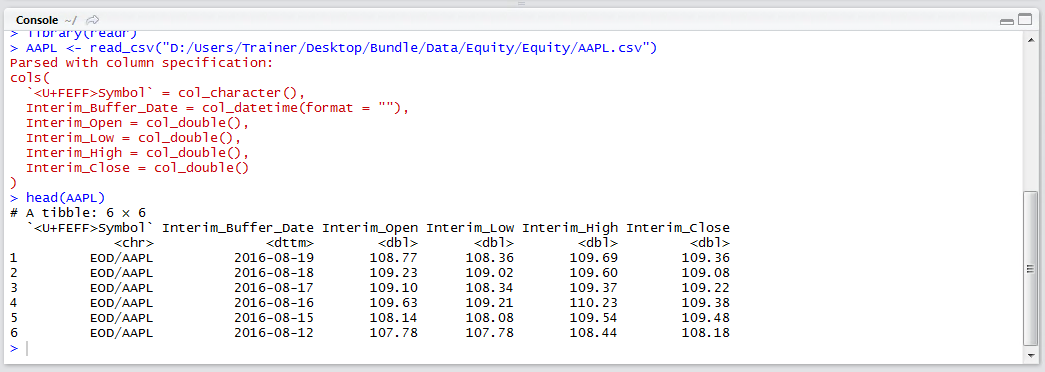 Console ~/
> library(readr)
> AAPL <- read_csv("D:/Users/Trainer/Desktop/Bundle/Data/Equity/Equity/AAPL.csv")
Parsed with column specification:
cols(
  `<U+FEFF>Symbol` = col_character(),
  Interim_Buffer_Date = col_datetime(format = ""),
  Interim_Open = col_double(),
  Interim_Low = col_double(),
  Interim_High = col_double(),
  Interim_Close = col_double()
)
> head(AAPL)
# A tibble: 6 × 6
  `<U+FEFF>Symbol` Interim_Buffer_Date Interim_Open Interim_Low Interim_High Interim_Close
             <chr>              <dttm>        <dbl>       <dbl>        <dbl>         <dbl>
1         EOD/AAPL          2016-08-19       108.77      108.36       109.69        109.36
2         EOD/AAPL          2016-08-18       109.23      109.02       109.60        109.08
3         EOD/AAPL          2016-08-17       109.10      108.34       109.37        109.22
4         EOD/AAPL          2016-08-16       109.63      109.21       110.23        109.38
5         EOD/AAPL          2016-08-15       108.14      108.08       109.54        109.48
6         EOD/AAPL          2016-08-12       107.78      107.78       108.44        108.18
>